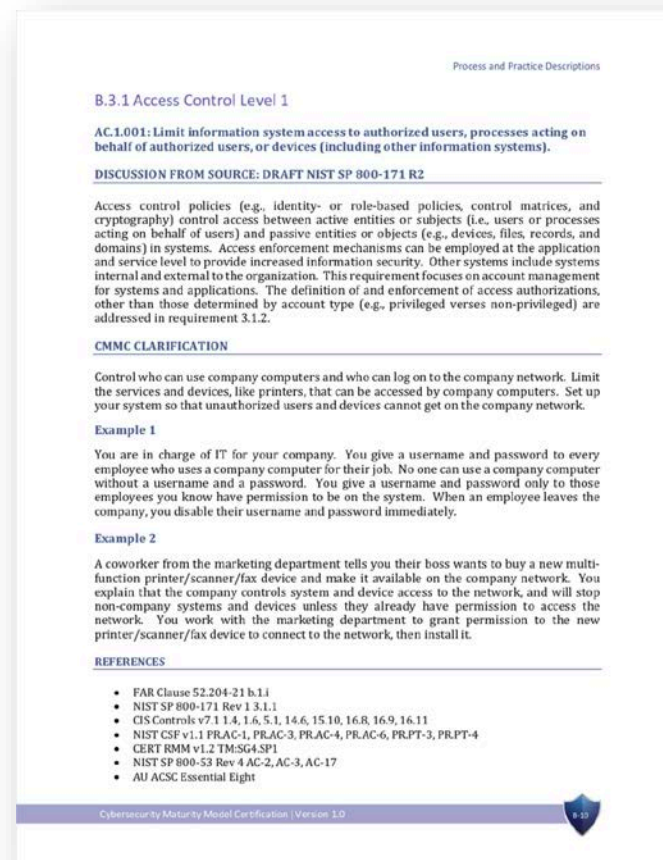 Process and Practice Descriptions
B.3.1 Access Control Level 1
AC.1.001: Limit information system access to authorized users, processes acting on
behalf of authorized users, or devices (including other information systems).
DISCUSSION FROM SOURCE: DRAFT NIST SP 800-171 R2
Access control policies (e.g., identity- or role-based policies, control matrices, and
cryptography) control access between active entities or subjects (i.e., users or processes
acting on behalf of users) and passive entities or objects (e.g., devices, files, records, and
domains) in systems. Access enforcement mechanisms can be employed at the application
and service level to provide increased information security. Other systems include systems
internal and external to the organization. This requirement focuses on account management
for systems and applications. The definition of and enforcement of access authorizations,
other than those determined by account type (e.g., privileged verses non-privileged) are
addressed in requirement 3.1.2.
CMMC CLARIFICATION
Control who can use company computers and who can log on to the company network. Limit
the services and devices, like printers, that can be accessed by company computers. Set up
your system so that unauthorized users and devices cannot get on the company network.
Example 1
You are in charge of IT for your company. You give a username and password to every
employee who uses a company computer for their job. No one can use a company computer
without a username and a password. You give a username and password only to those
employees you know have permission to be on the system. When an employee leaves the
company, you disable their username and password immediately.
Example 2
A coworker from the marketing department tells you their boss wants to buy a new multi-
function printer/scanner/fax device and make it available on the company network. You
explain that the company controls system and device access to the network, and will stop
non-company systems and devices unless they already have permission to access the
network. You work with the marketing department to grant permission to the new
printer/scanner/fax device to connect to the network, then install it.
REFERENCES
• FAR Clause 52.204-21 b.1.i
• NIST SP 800-171 Rev 1 3.1.1
• CIS Controls v7.1 1.4, 1.6, 5.1, 14.6, 15.10, 16.8, 16.9, 16.11
• NIST CSF v1.1 PR.AC-1, PR.AC-3, PR.AC-4, PR.AC-6, PR.PT-3, PR.PT-4
• CERT RMM v1.2 TM:SG4.SP1
• NIST SP 800-53 Rev 4 AC-2, AC-3, AC-17
• AU ACSC Essential Eight
Cybersecurity Maturity Model Certification | Version 1.0
B-10